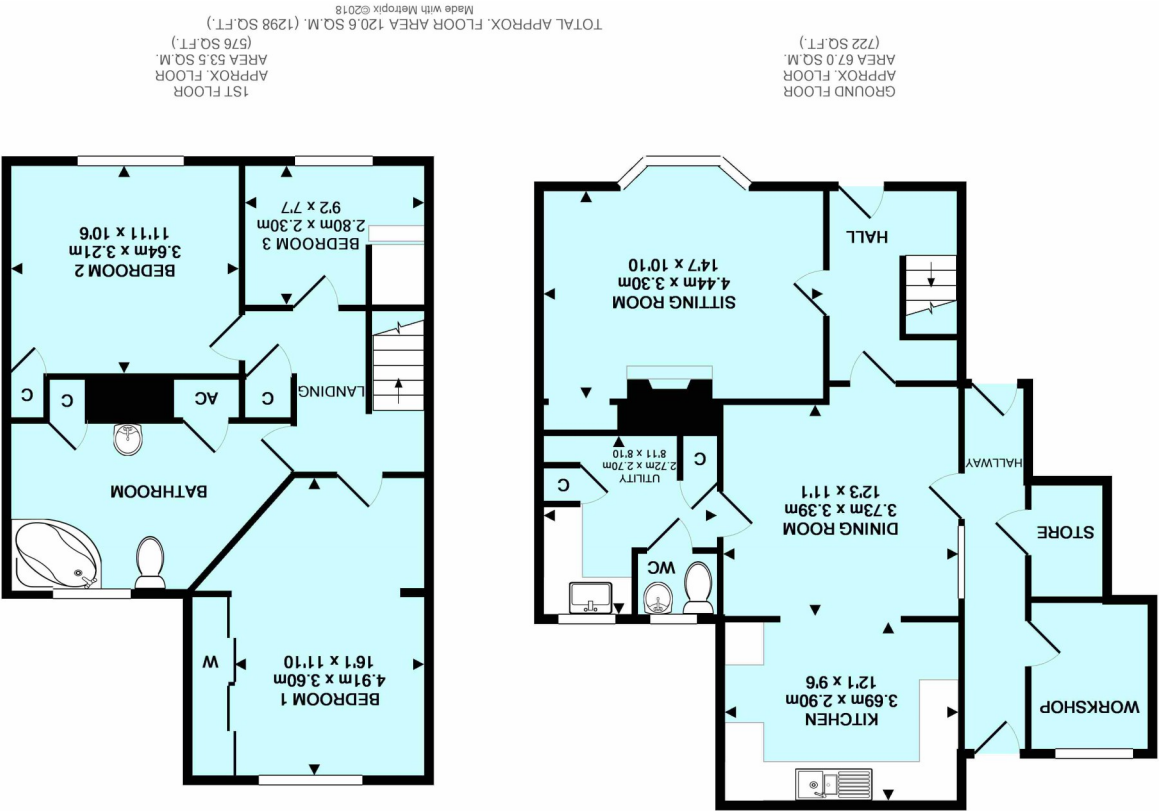 WORKSHOP
KITCHEN
3.69m x 2.90m
12'1 x 9'6
STORE
DINING ROOM
3.73m x 3.39m
12'3 x 11'1
WC
C
UTILITY
2.72m x 2.70m
8'11 x 8'10
C
HALLWAY
SITTING ROOM
4.44m x 3.30m
14'7 x 10'10
HALL
GROUND FLOOR
APPROX. FLOOR
AREA 67.0 SQ.M.
(722 SQ.FT.)
BEDROOM 1
4.91m x 3.60m
16'1 x 11'10
W
BATHROOM
LANDING
C
AC
C
C
BEDROOM 3
2.80m x 2.30m
9'2 x 7'7
BEDROOM 2
3.64m x 3.21m
11'11 x 10'6
1ST FLOOR
APPROX. FLOOR
AREA 53.5 SQ.M.
(576 SQ.FT.)
TOTAL APPROX. FLOOR AREA 120.6 SQ.M. (1298 SQ.FT.)
Made with Metropix ©2018